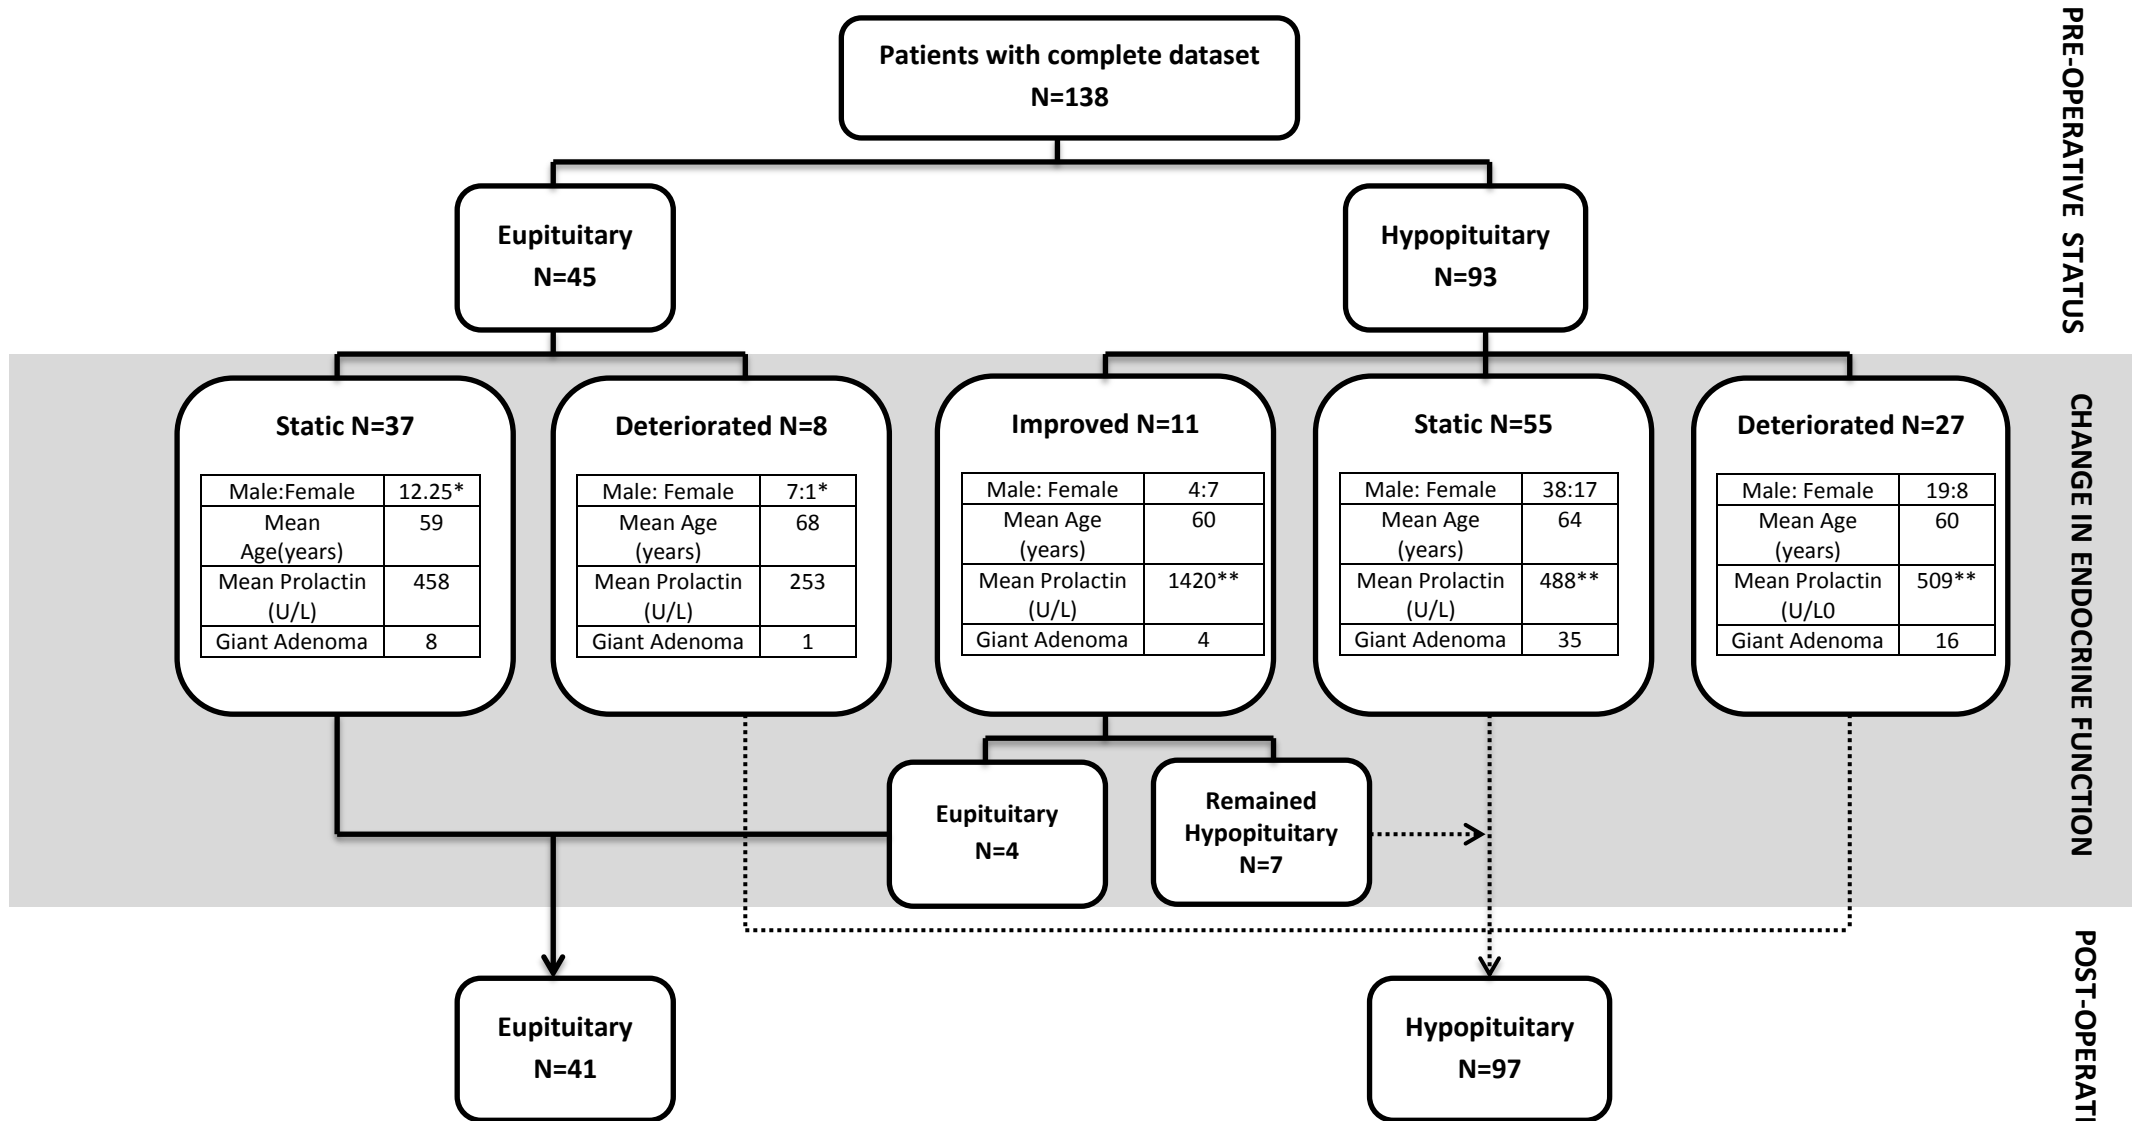 Patients with complete dataset
N=138
PRE-OPERATIVE STATUS
Eupituitary
N=45
Hypopituitary
N=93
CHANGE IN ENDOCRINE FUNCTION
Static N=37
Male:Female 12.25*
Mean 59
Age(years)
Mean Prolactin 458
(U/L)
Giant Adenoma 8
Deteriorated N=8
Male: Female 7:1*
Mean Age 68
(years)
Mean Prolactin 253
(U/L)
Giant Adenoma 1
Improved N=11
Male: Female 4:7
Mean Age 60
(years)
Mean Prolactin 1420**
(U/L)
Giant Adenoma 4
Static N=55
Male: Female 38:17
Mean Age 64
(years)
Mean Prolactin 488**
(U/L)
Giant Adenoma 35
Deteriorated N=27
Male: Female 19:8
Mean Age 60
(years)
Mean Prolactin 509**
(U/L0
Giant Adenoma 16
Eupituitary
N=4
Remained
Hypopituitary
N=7
POST-OPERATI
Eupituitary
N=41
Hypopituitary
N=97